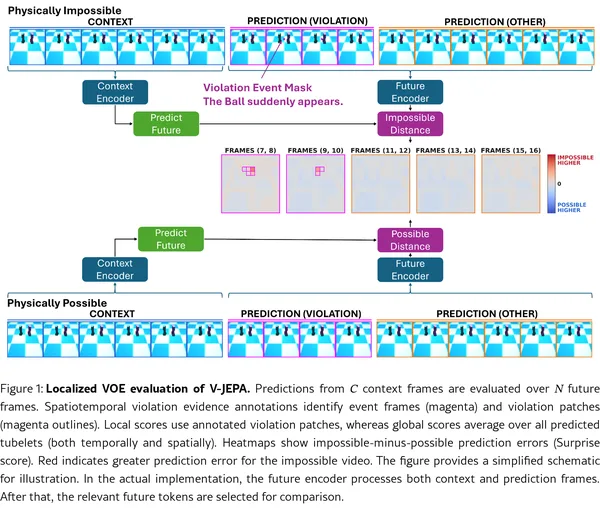 Physically Impossible
CONTEXT
PREDICTION (VIOLATION)
PREDICTION (OTHER)
Context
Encoder
Violation Event Mask
The Ball suddenly appears.
Future
Encoder
Predict
Future
Impossible
Distance
FRAMES (7, 8)
FRAMES (9, 10)
FRAMES (11, 12)
FRAMES (13, 14)
FRAMES (15, 16)
IMPOSSIBLE
HIGHER
0
POSSIBLE
HIGHER
Predict
Future
Possible
Distance
Context
Encoder
Future
Encoder
Physically Possible
CONTEXT
PREDICTION (VIOLATION)
PREDICTION (OTHER)
Figure 1: Localized VOE evaluation of V-JEPA. Predictions from C context frames are evaluated over N future
frames. Spatiotemporal violation evidence annotations identify event frames (magenta) and violation patches
(magenta outlines). Local scores use annotated violation patches, whereas global scores average over all predicted
tubelets (both temporally and spatially). Heatmaps show impossible-minus-possible prediction errors (Surprise
score). Red indicates greater prediction error for the impossible video. The figure provides a simplified schematic
for illustration. In the actual implementation, the future encoder processes both context and prediction frames.
After that, the relevant future tokens are selected for comparison.